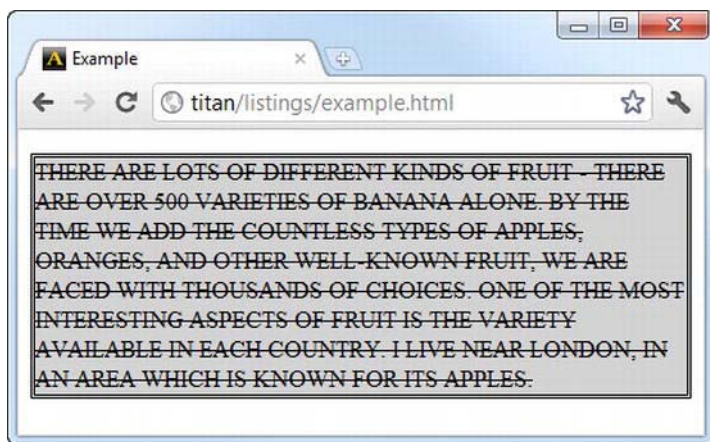 Example
titan/listings/example.html
THERE ARE LOTS OF DIFFERENT KINDS OF FRUIT - THERE
ARE OVER 500 VARIETIES OF BANANA ALONE. BY THE
TIME WE ADD THE COUNTLESS TYPES OF APPLES,
ORANGES, AND OTHER WELL-KNOWN FRUIT, WE ARE
FACED WITH THOUSANDS OF CHOICES. ONE OF THE MOST
INTERESTING ASPECTS OF FRUIT IS THE VARIETY
AVAILABLE IN EACH COUNTRY. I LIVE NEAR LONDON, IN
AN AREA WHICH IS KNOWN FOR ITS APPLES.